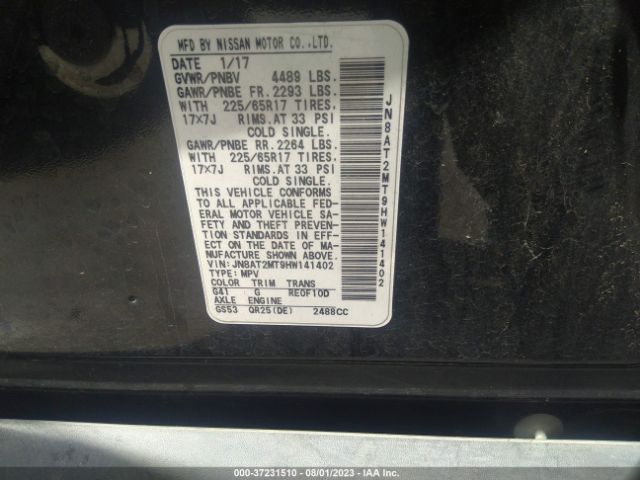 MFD BY NISSAN MOTOR CO.,LTD.
DATE 1/17
GVWR/PNBV 4489 LBS.
GAWR/PNBE FR. 2293 LBS.
WITH 225/65R17 TIRES.
17X7J RIMS.AT 33 PSI
COLD SINGLE.
GAWR/PNBE RR. 2264 LBS.
WITH 225/65R17 TIRES.
17X7J RIMS.AT 33 PSI
COLD SINGLE.
THIS VEHICLE CONFORMS
TO ALL APPLICABLE FED-
ERAL MOTOR VEHICLE SA-
FETY AND THEFT PREVENTION
STANDARDS IN EFF-
ECT ON THE DATE OF MA-
NUFACTURE SHOWN ABOVE
VIN: JN8AT2MT9HW141402
TYPE: MPV
COLOR TRIM TRANS
G41 G RE0F10D
AXLE ENGINE
GS53 QR25(DE) 2488CC
JN8AT2MT9HW141402
000-37231510 - 08/01/2023 - IAA Inc.